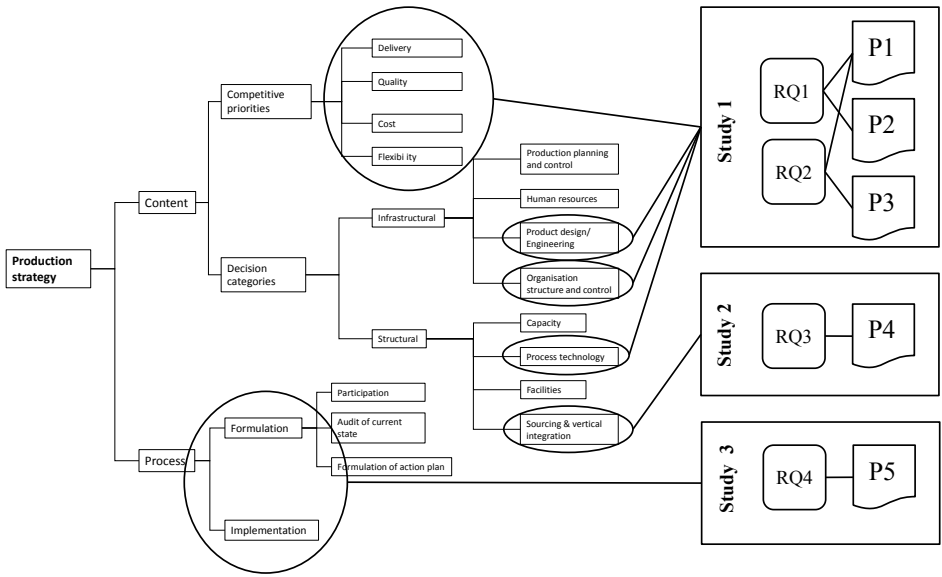 Production
strategy
Content
Process
Competitive
priorities
Decision
categories
Delivery
Quality
Cost
Flexibi ity
Infrastructural
Structural
Production planning
and control
Human resources
Product design/
Engineering
Organisation
structure and control
Capacity
Process technology
Facilities
Sourcing & vertical
integration
Formulation
Implementation
Participation
Audit of current
state
Formulation of action plan
Study 1
RQ1
RQ2
P1
P2
P3
Study 2
RQ3
P4
Study 3
RQ4
P5